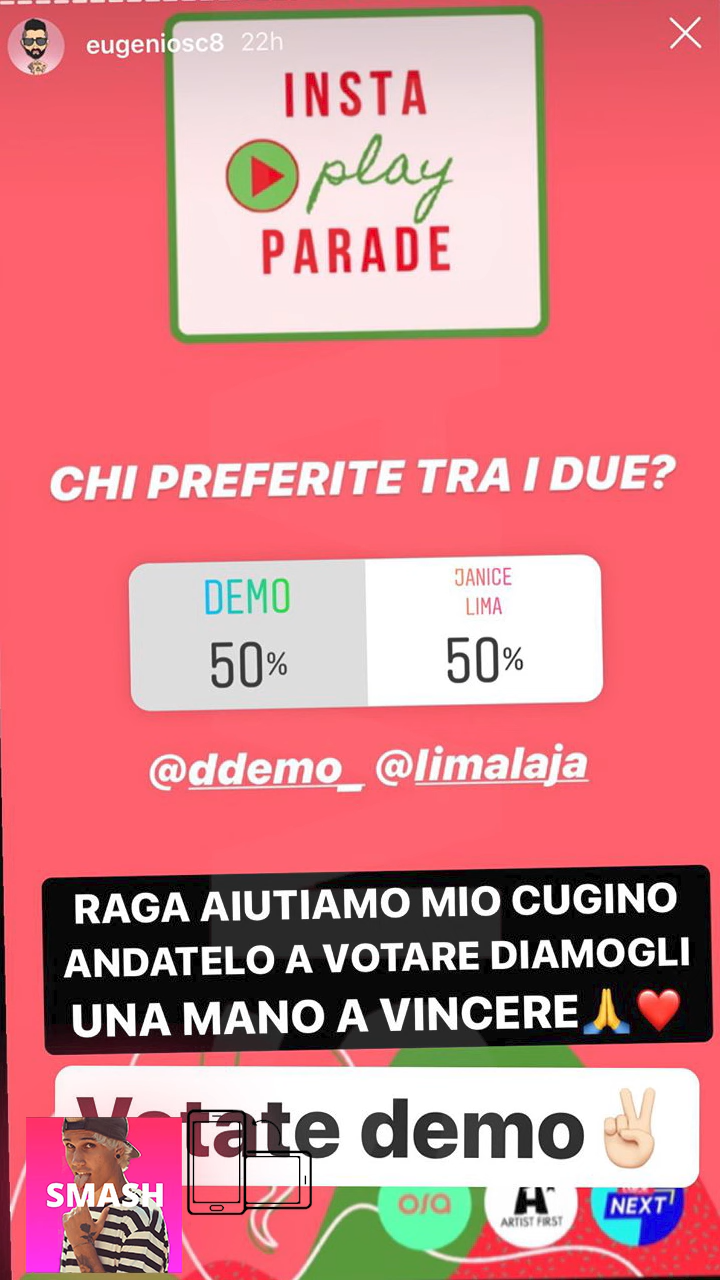 eugeniosc8 22h
INSTA
play
PARADE
CHI PREFERITE TRA I DUE?
DEMO
50%
JANICE
LIMA
50%
@ddemo_ @limalaja
RAGA AIUTIAMO MIO CUGINO
ANDATELO A VOTARE DIAMOGLI
UNA MANO A VINCERE🙏❤️
Votate demo✌🏻
SMASH
ora
ARTIST FIRST
NEXT